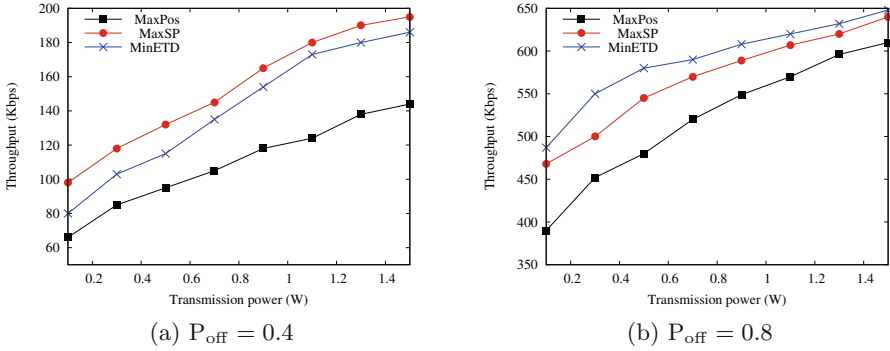 MaxPos
MaxSP
MinETD
Throughput (Kbps)
200
180
160
140
120
100
80
60
0.2 0.4 0.6 0.8 1 1.2 1.4
Transmission power (W)
(a) P_off = 0.4
MaxPos
MaxSP
MinETD
Throughput (Kbps)
650
600
550
500
450
400
350
0.2 0.4 0.6 0.8 1 1.2 1.4
Transmission power (W)
(b) P_off = 0.8